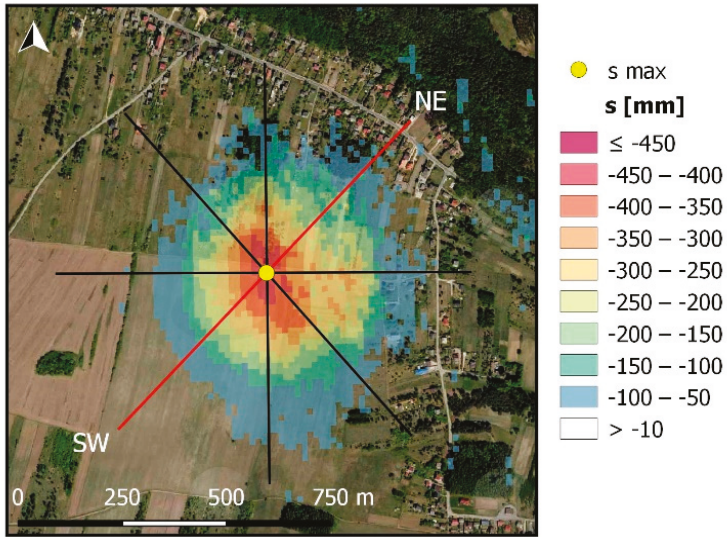 NE
SW
0 250 500 750 m
s max
s [mm]
≤ -450
-450 – -400
-400 – -350
-350 – -300
-300 – -250
-250 – -200
-200 – -150
-150 – -100
-100 – -50
> -10